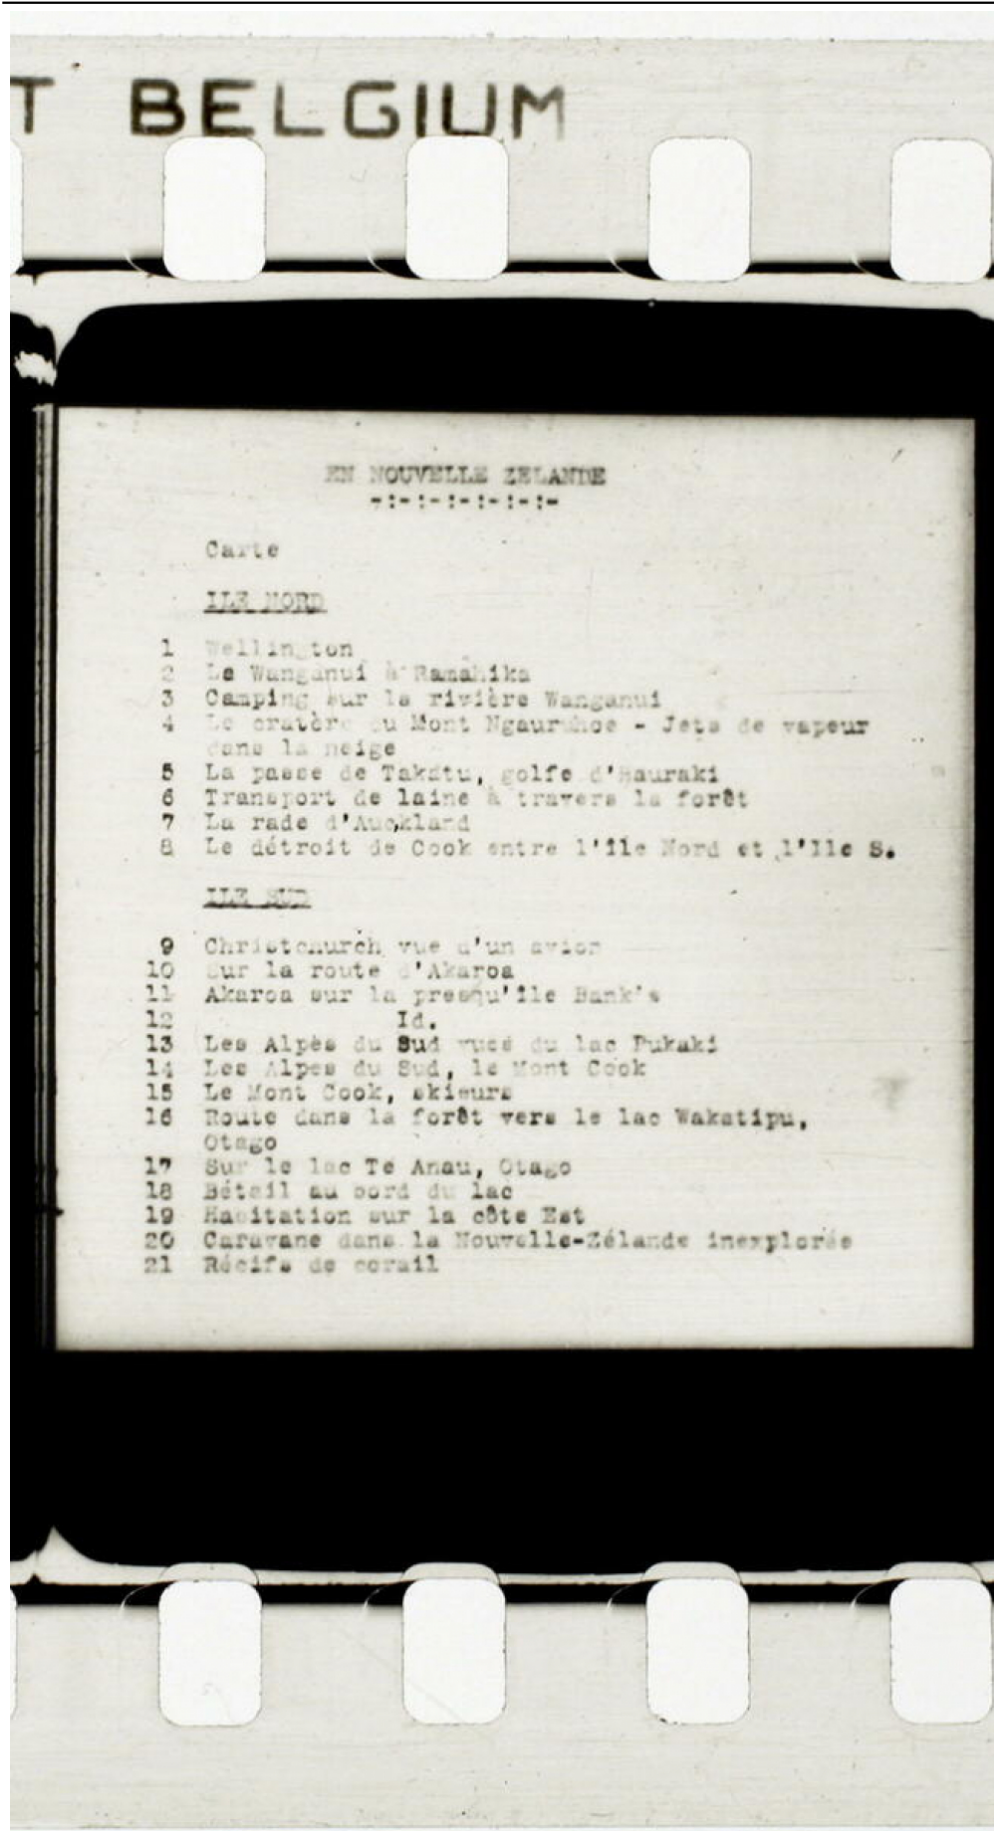 T BELGIUM
EN NOUVELLE ZELANDE
-:-:-:-:-:-:-
Carte
ILE NORD
1 Wellington
2 Le Wanganui à Ramahika
3 Camping sur la rivière Wanganui
4 Le cratère du Mont Ngauruhoe - Jets de vapeur
dans la neige
5 La passe de Takatu, golfe d'Hauraki
6 Transport de laine à travers la forêt
7 La rade d'Auckland
8 Le détroit de Cook entre l'île Nord et l'Ile S.
ILE SUD
9 Christchurch vue d'un avion
10 Sur la route d'Akaroa
11 Akaroa sur la presqu'île Bank's
12 Id.
13 Les Alpes du Sud vues du lac Pukaki
14 Les Alpes du Sud, le Mont Cook
15 Le Mont Cook, skieurs
16 Route dans la forêt vers le lac Wakatipu,
Otago
17 Sur le lac Te Anau, Otago
18 Bétail au bord du lac
19 Habitation sur la côte Est
20 Caravane dans la Nouvelle-Zélande inexplorée
21 Récifs de corail